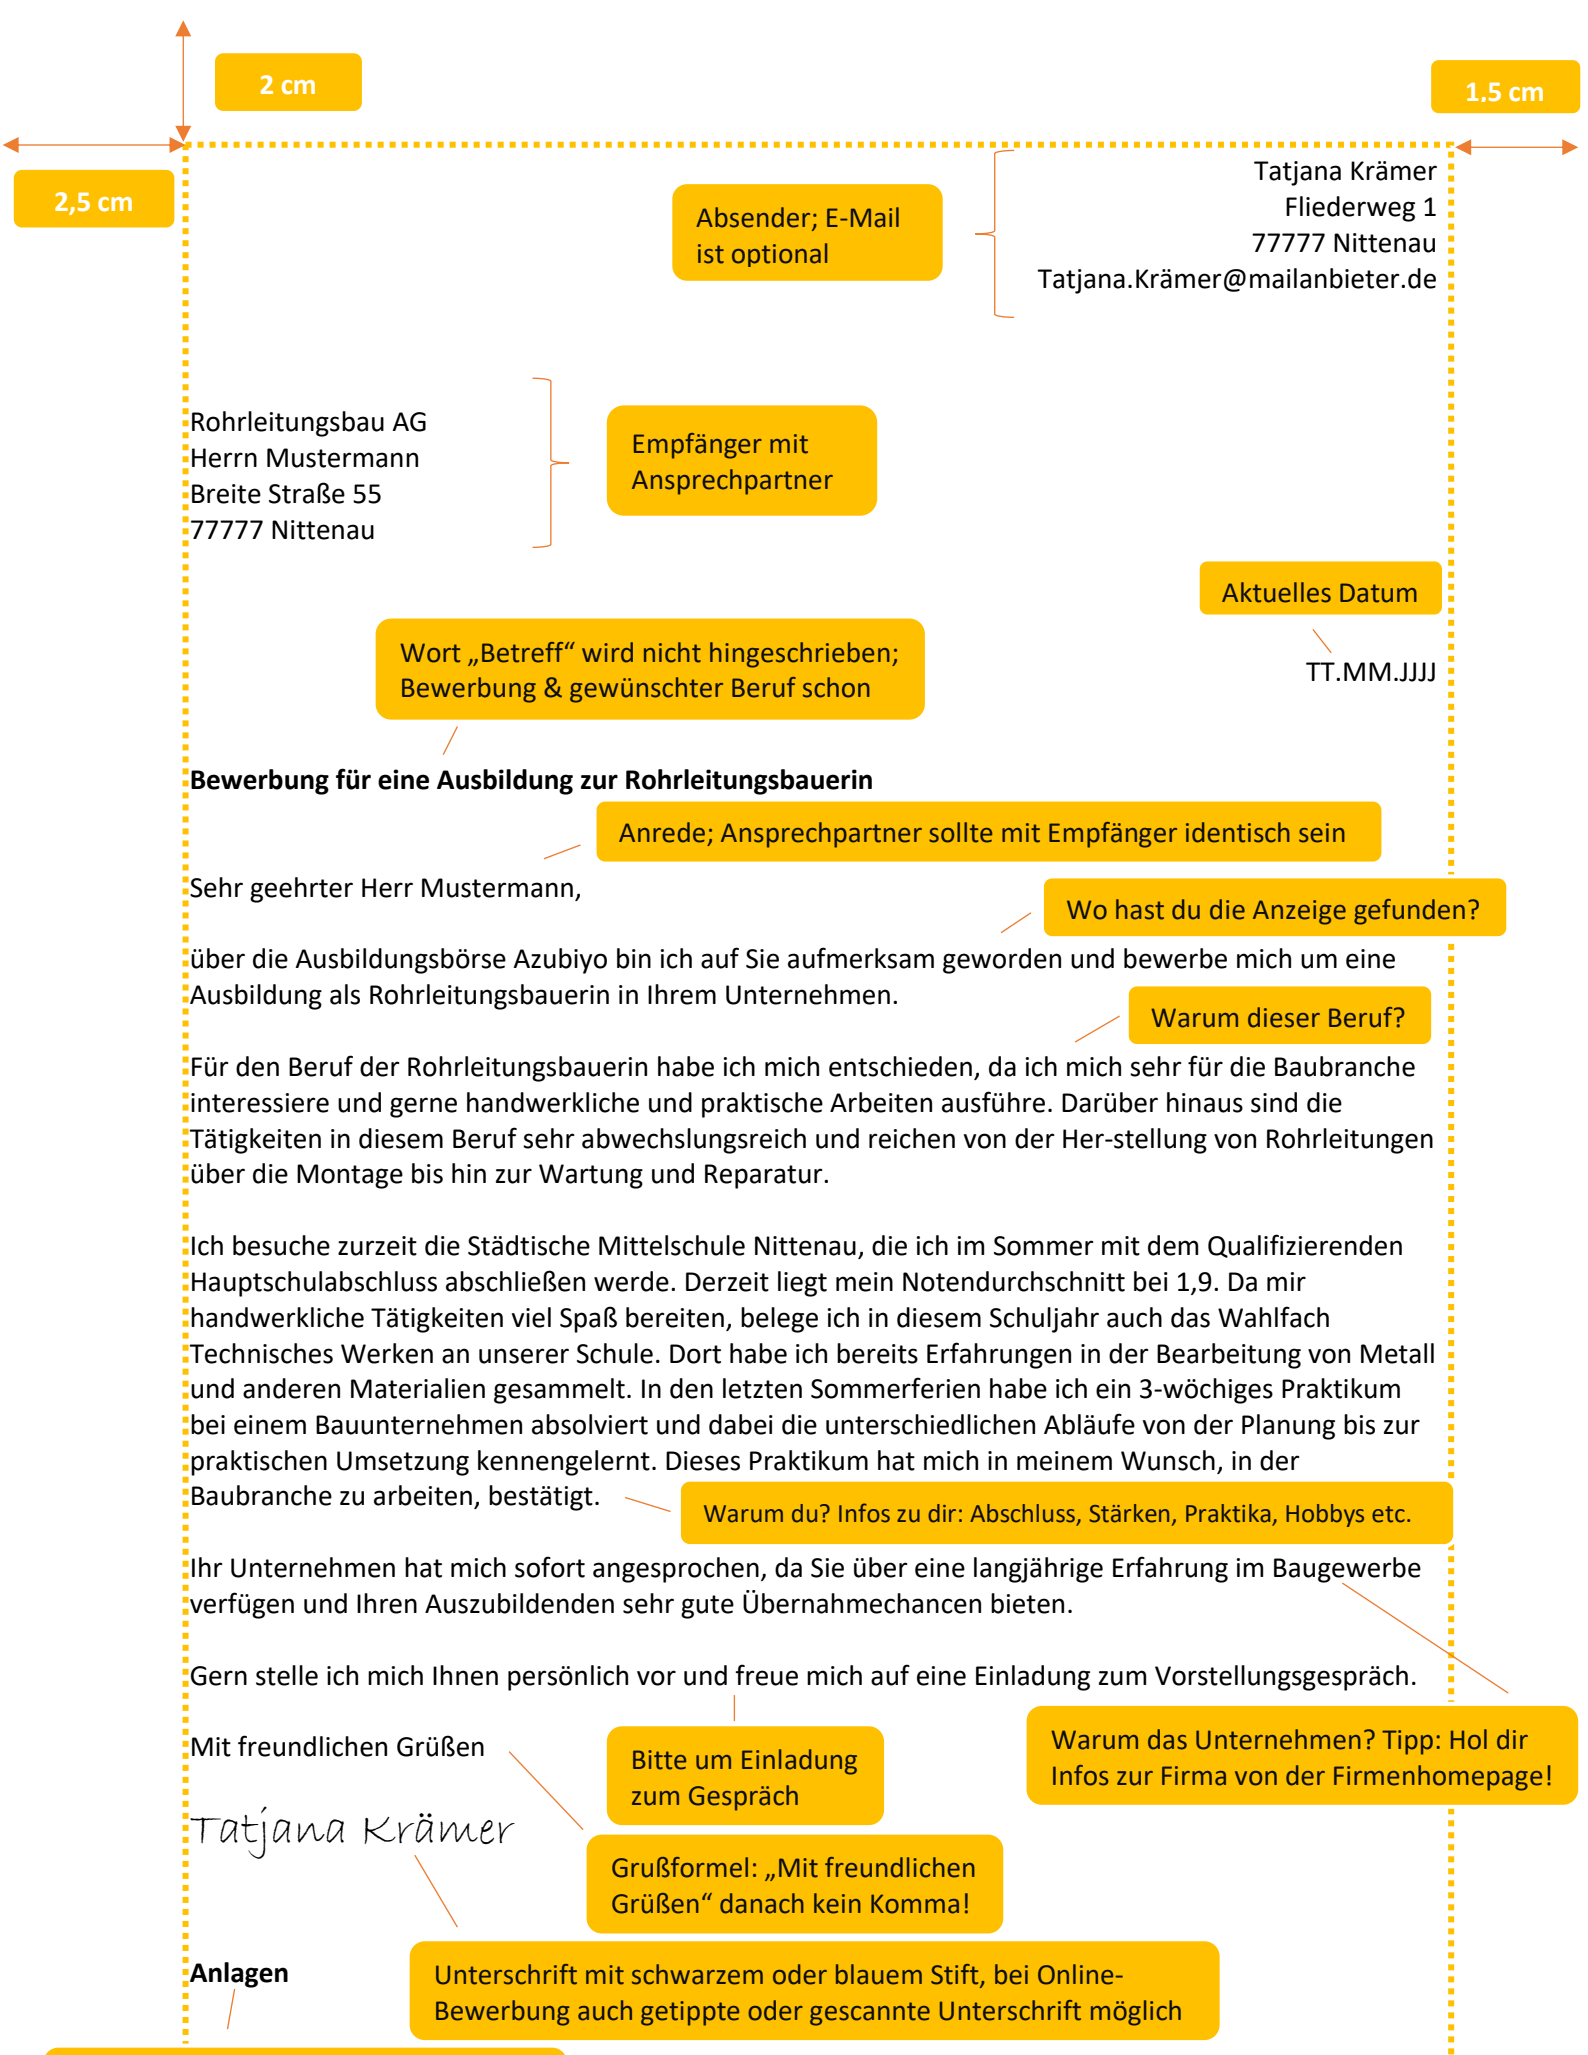 2 cm
1,5 cm
2,5 cm
Absender; E-Mail
ist optional
Tatjana Krämer
Fliederweg 1
77777 Nittenau
Tatjana.Krämer@mailanbieter.de
Rohrleitungsbau AG
Herrn Mustermann
Breite Straße 55
77777 Nittenau
Empfänger mit
Ansprechpartner
Aktuelles Datum
TT.MM.JJJJ
Wort „Betreff“ wird nicht hingeschrieben;
Bewerbung & gewünschter Beruf schon
Bewerbung für eine Ausbildung zur Rohrleitungsbauerin
Anrede; Ansprechpartner sollte mit Empfänger identisch sein
Sehr geehrter Herr Mustermann,
Wo hast du die Anzeige gefunden?
über die Ausbildungsbörse Azubiyo bin ich auf Sie aufmerksam geworden und bewerbe mich um eine
Ausbildung als Rohrleitungsbauerin in Ihrem Unternehmen.
Warum dieser Beruf?
Für den Beruf der Rohrleitungsbauerin habe ich mich entschieden, da ich mich sehr für die Baubranche
interessiere und gerne handwerkliche und praktische Arbeiten ausführe. Darüber hinaus sind die
Tätigkeiten in diesem Beruf sehr abwechslungsreich und reichen von der Her-stellung von Rohrleitungen
über die Montage bis hin zur Wartung und Reparatur.
Ich besuche zurzeit die Städtische Mittelschule Nittenau, die ich im Sommer mit dem Qualifizierenden
Hauptschulabschluss abschließen werde. Derzeit liegt mein Notendurchschnitt bei 1,9. Da mir
handwerkliche Tätigkeiten viel Spaß bereiten, belege ich in diesem Schuljahr auch das Wahlfach
Technisches Werken an unserer Schule. Dort habe ich bereits Erfahrungen in der Bearbeitung von Metall
und anderen Materialien gesammelt. In den letzten Sommerferien habe ich ein 3-wöchiges Praktikum
bei einem Bauunternehmen absolviert und dabei die unterschiedlichen Abläufe von der Planung bis zur
praktischen Umsetzung kennengelernt. Dieses Praktikum hat mich in meinem Wunsch, in der
Baubranche zu arbeiten, bestätigt.
Warum du? Infos zu dir: Abschluss, Stärken, Praktika, Hobbys etc.
Ihr Unternehmen hat mich sofort angesprochen, da Sie über eine langjährige Erfahrung im Baugewerbe
verfügen und Ihren Auszubildenden sehr gute Übernahmechancen bieten.
Gern stelle ich mich Ihnen persönlich vor und freue mich auf eine Einladung zum Vorstellungsgespräch.
Mit freundlichen Grüßen
Bitte um Einladung
zum Gespräch
Warum das Unternehmen? Tipp: Hol dir
Infos zur Firma von der Firmenhomepage!
Tatjana Krämer
Grußformel: „Mit freundlichen
Grüßen“ danach kein Komma!
Anlagen
Unterschrift mit schwarzem oder blauem Stift, bei Online-
Bewerbung auch getippte oder gescannte Unterschrift möglich